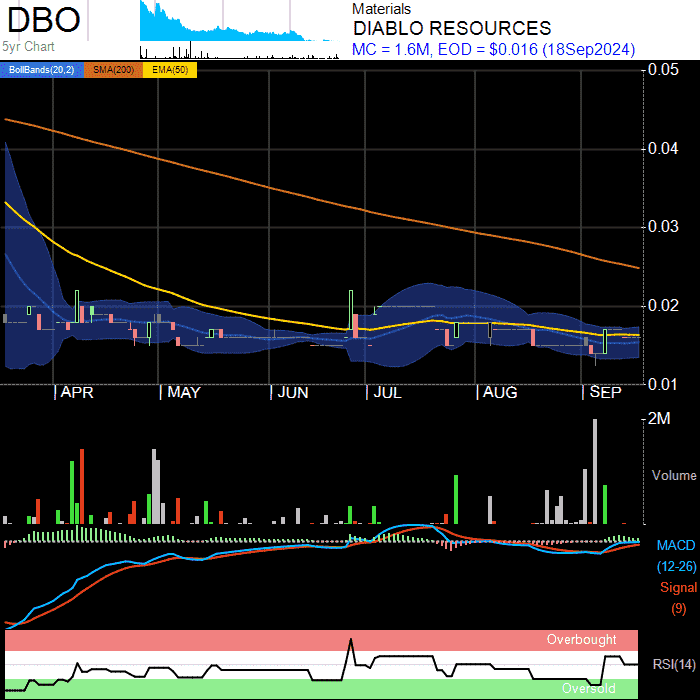 DBO
5yr Chart
Materials
DIABLO RESOURCES
MC = 1.6M, EOD = $0.016 (18Sep2024)
BollBands(20,2) SMA(200) EMA(50)
0.05
0.04
0.03
0.02
0.01
APR MAY JUN JUL AUG SEP
2M
Volume
MACD
(12-26)
Signal
(9)
Overbought
RSI(14)
Oversold